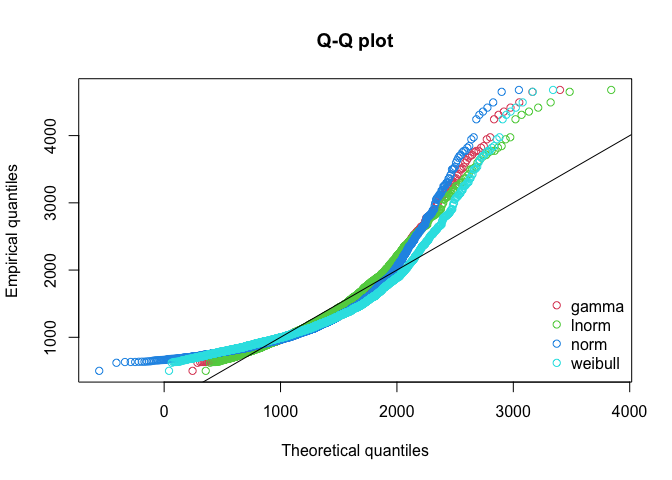 Q-Q plot
Empirical quantiles
4000
3000
2000
1000
gamma
lnorm
norm
weibull
0 1000 2000 3000 4000
Theoretical quantiles